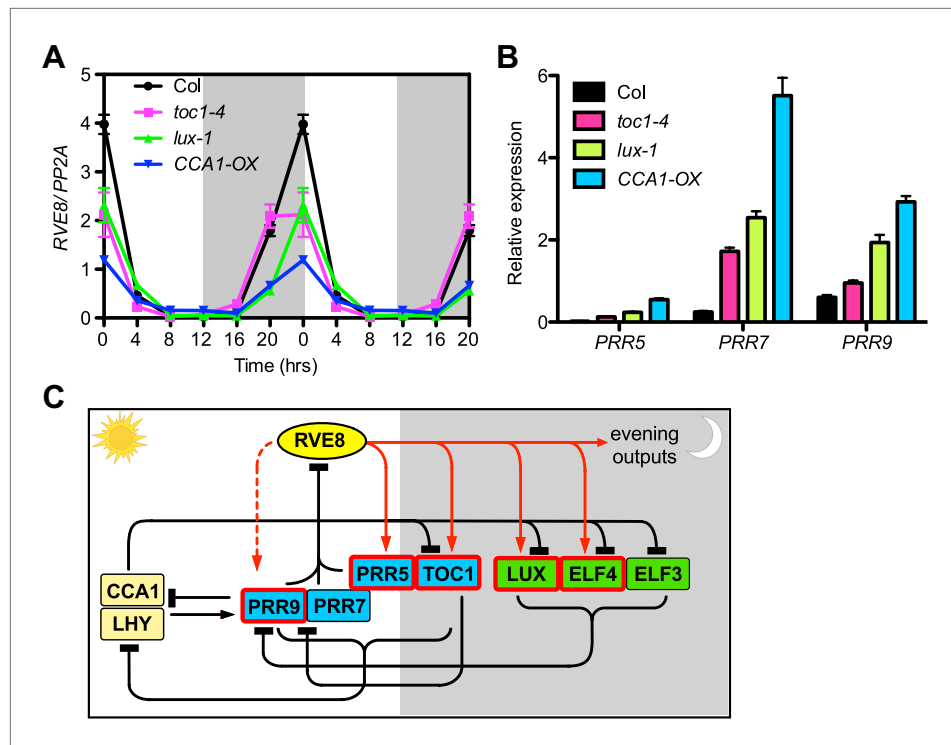 A
RVE8/PP2A
5
4
3
2
1
0
Col
toc1-4
lux-1
CCA1-OX
0 4 8 12 16 20 0 4 8 12 16 20
Time (hrs)
B
Relative expression
6
4
2
0
Col
toc1-4
lux-1
CCA1-OX
PRR5 PRR7 PRR9
C
RVE8
evening
outputs
PRR5 TOC1 LUX ELF4 ELF3
CCA1
LHY
PRR9 PRR7